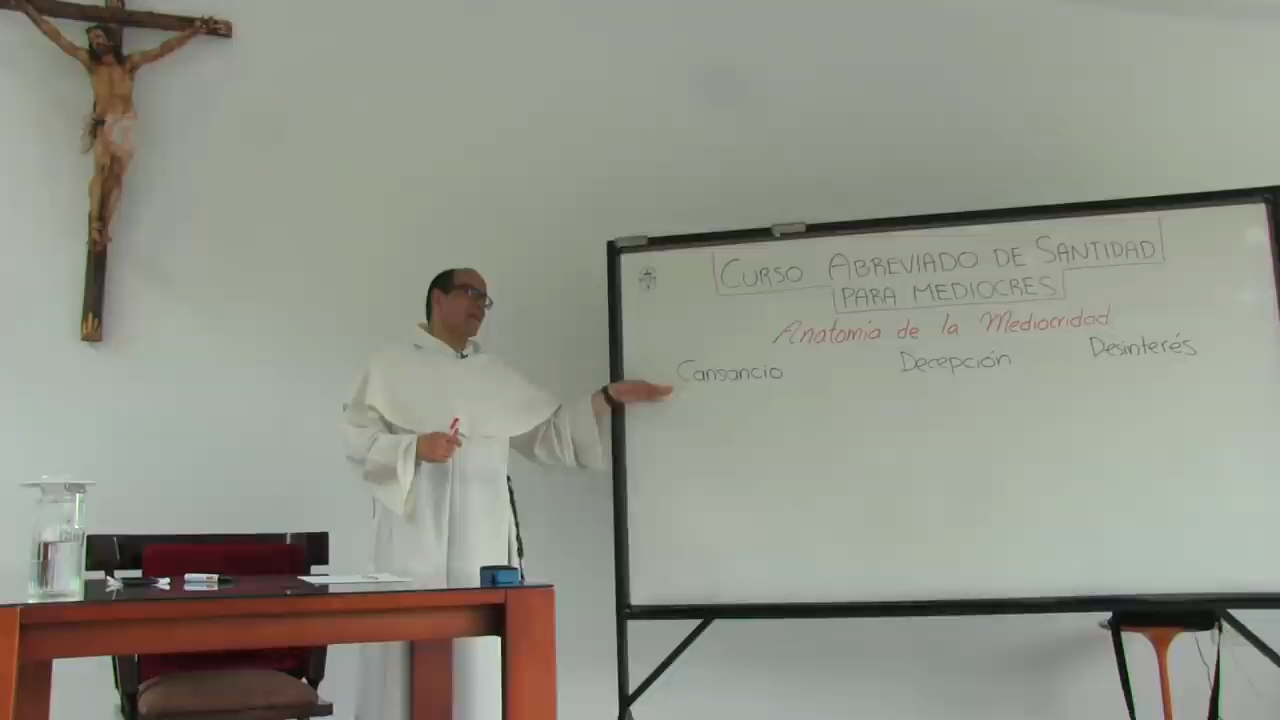 CURSO ABREVIADO DE SANTIDAD
PARA MEDIOCRES
Anatomía de la Mediocridad
Cansancio Decepción Desinterés